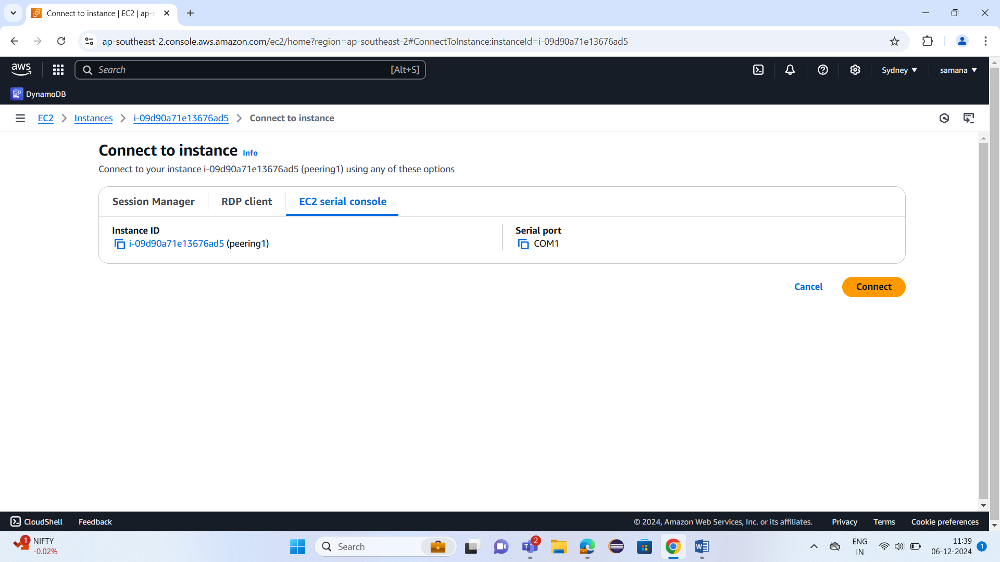 Connect to instance | EC2 | ap-s
ap-southeast-2.console.aws.amazon.com/ec2/home?region=ap-southeast-2#ConnectToInstance:instanceId=i-09d90a71e13676ad5
aws
Search
[Alt+S]
Sydney
samana
DynamoDB
EC2
Instances
i-09d90a71e13676ad5
Connect to instance
Connect to instance Info
Connect to your instance i-09d90a71e13676ad5 (peering1) using any of these options
Session Manager
RDP client
EC2 serial console
Instance ID
i-09d90a71e13676ad5 (peering1)
Serial port
COM1
Cancel
Connect
CloudShell
Feedback
© 2024, Amazon Web Services, Inc. or its affiliates.
Privacy
Terms
Cookie preferences
1
NIFTY
-0.02%
Search
2
ENG
IN
11:39
06-12-2024
1